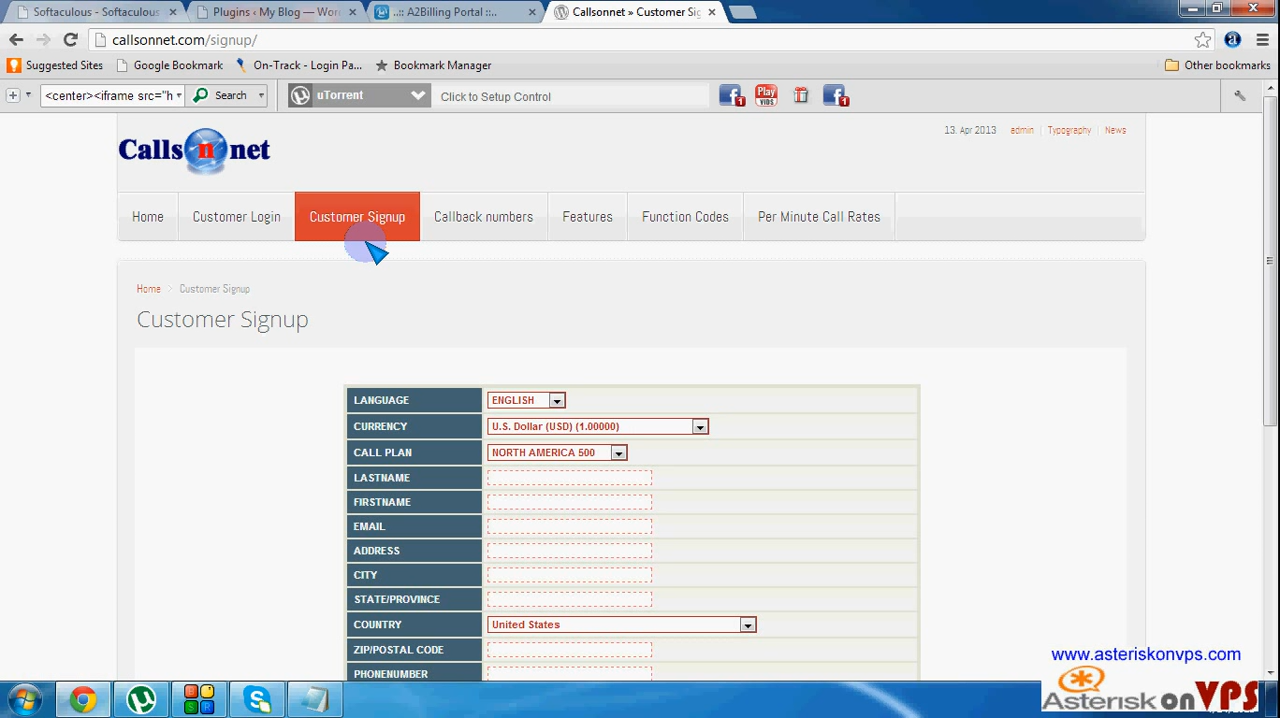 Softaculous - Softaculous
Plugins ‹ My Blog — Wor
..:: A2Billing Portal ::..
Callsonnet » Customer Sig
callsonnet.com/signup/
Suggested Sites
Google Bookmark
On-Track - Login Pa...
Bookmark Manager
Other bookmarks
<center><iframe src="h
Search
uTorrent
Click to Setup Control
1
Play
VIDS
1
Calls n net
13. Apr 2013
admin
Typography
News
Home
Customer Login
Customer Signup
Callback numbers
Features
Function Codes
Per Minute Call Rates
Home
Customer Signup
Customer Signup
LANGUAGE
ENGLISH
CURRENCY
U.S. Dollar (USD) (1.00000)
CALL PLAN
NORTH AMERICA 500
LASTNAME
FIRSTNAME
EMAIL
ADDRESS
CITY
STATE/PROVINCE
COUNTRY
United States
ZIP/POSTAL CODE
PHONENUMBER
www.asteriskonvps.com
Asterisk on VPS